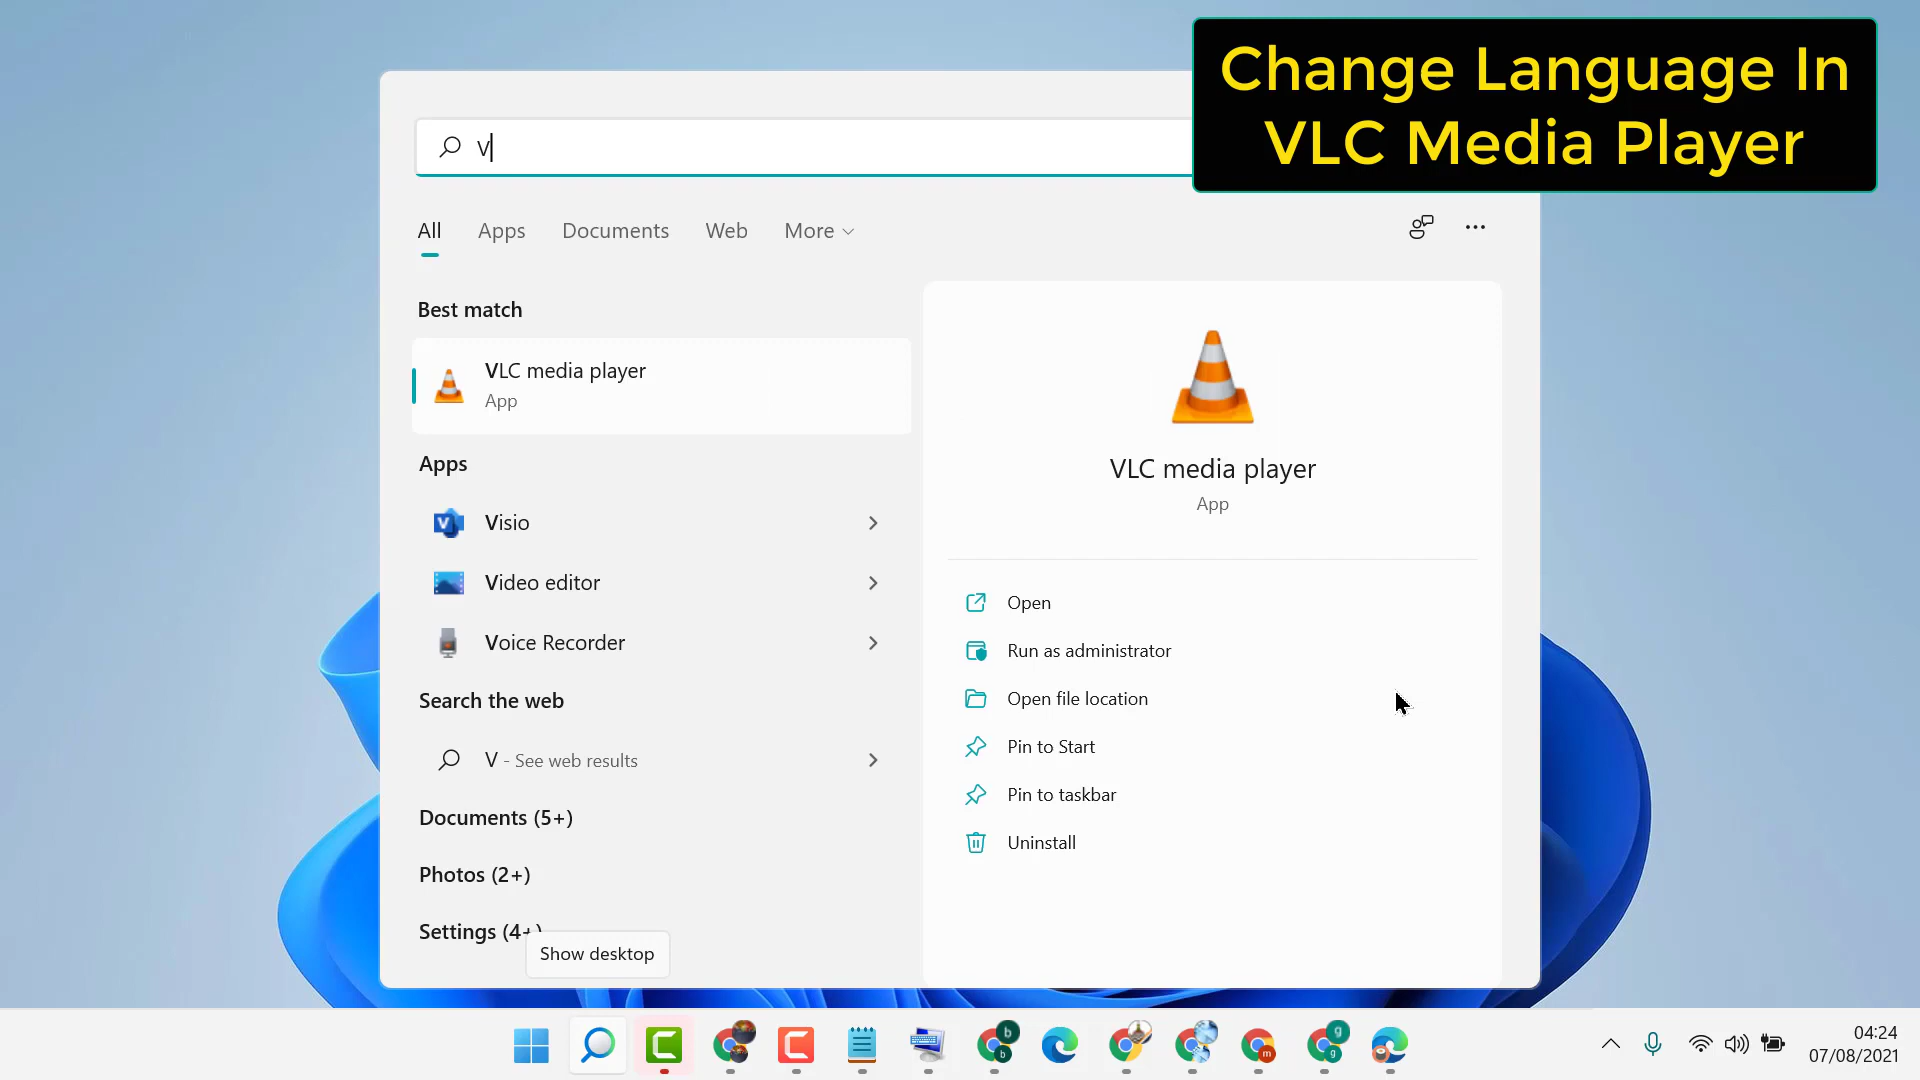 Change Language In
VLC Media Player
V
All Apps Documents Web More
Best match
VLC media player
App
Apps
Visio
Video editor
Voice Recorder
Search the web
V - See web results
Documents (5+)
Photos (2+)
Settings (4+)
Show desktop
VLC media player
App
Open
Run as administrator
Open file location
Pin to Start
Pin to taskbar
Uninstall
V
b
b
m
g
g
04:24
07/08/2021